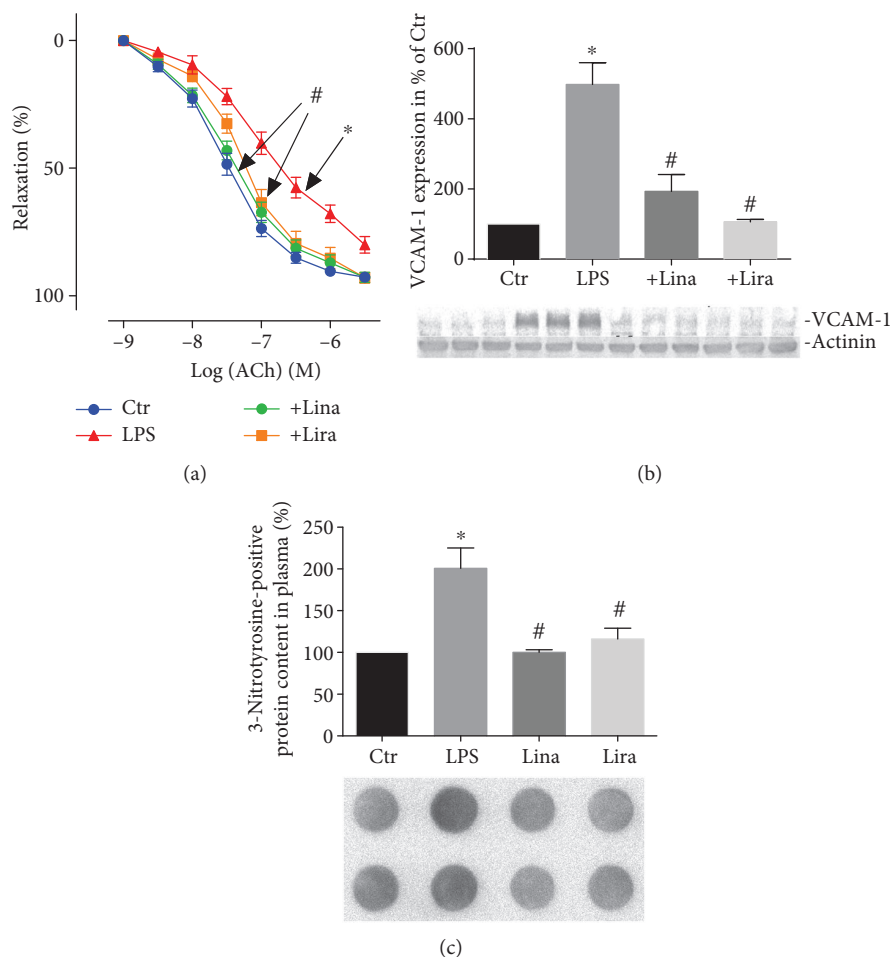 (a)
0
50
100
Relaxation (%)
−9
−8
−7
−6
Log (ACh) (M)
#
*
Ctr
LPS
+Lina
+Lira
(b)
VCAM-1 expression in % of Ctr
600
400
200
0
*
#
#
Ctr
LPS
+Lina
+Lira
-VCAM-1
-Actinin
3-Nitrotyrosine-positive
protein content in plasma (%)
250
200
150
100
50
0
*
#
#
Ctr
LPS
Lina
Lira
(c)